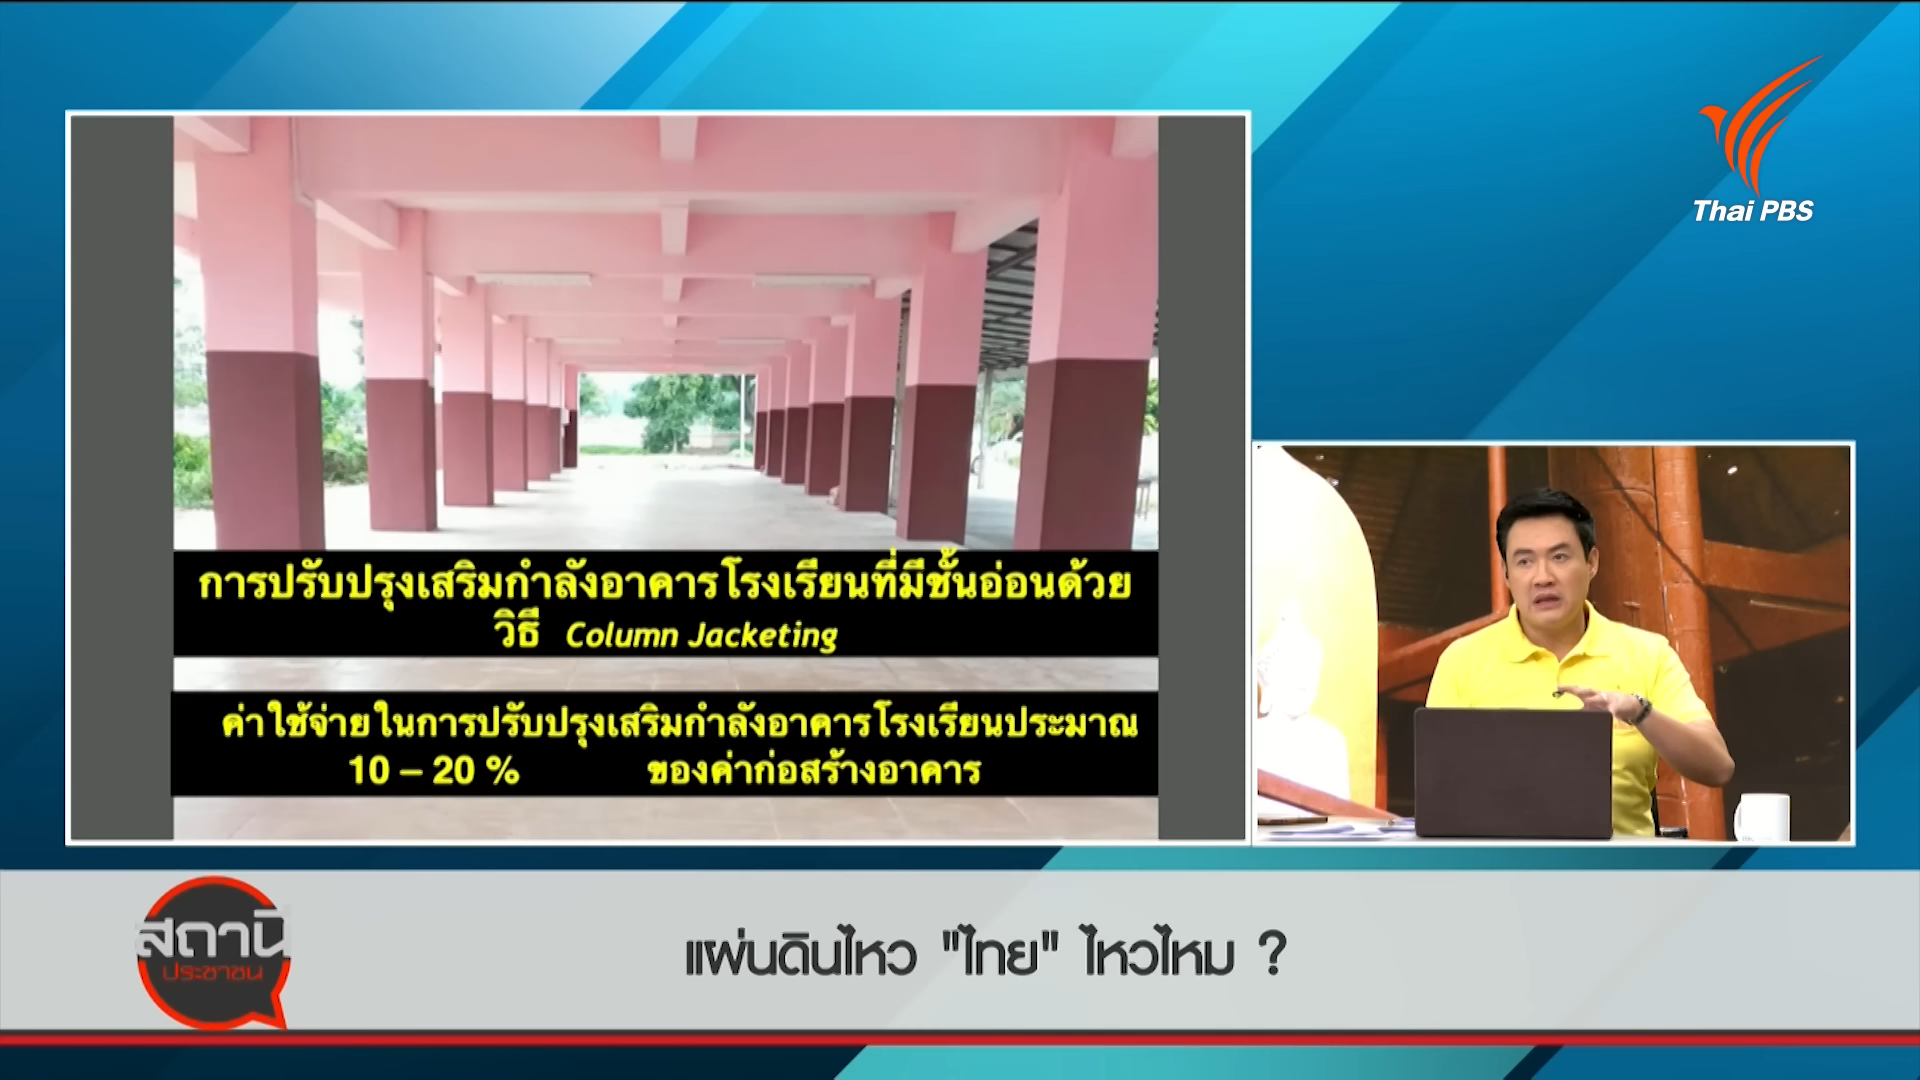 Thai PBS
การปรับปรุงเสริมกำลังอาคารโรงเรียนที่มีชั้นอ่อนด้วย
วิธี Column Jacketing
ค่าใช้จ่ายในการปรับปรุงเสริมกำลังอาคารโรงเรียนประมาณ
10 – 20 % ของค่าก่อสร้างอาคาร
สถานี
ประชาชน
แผ่นดินไหว "ไทย" ไหวไหม ?